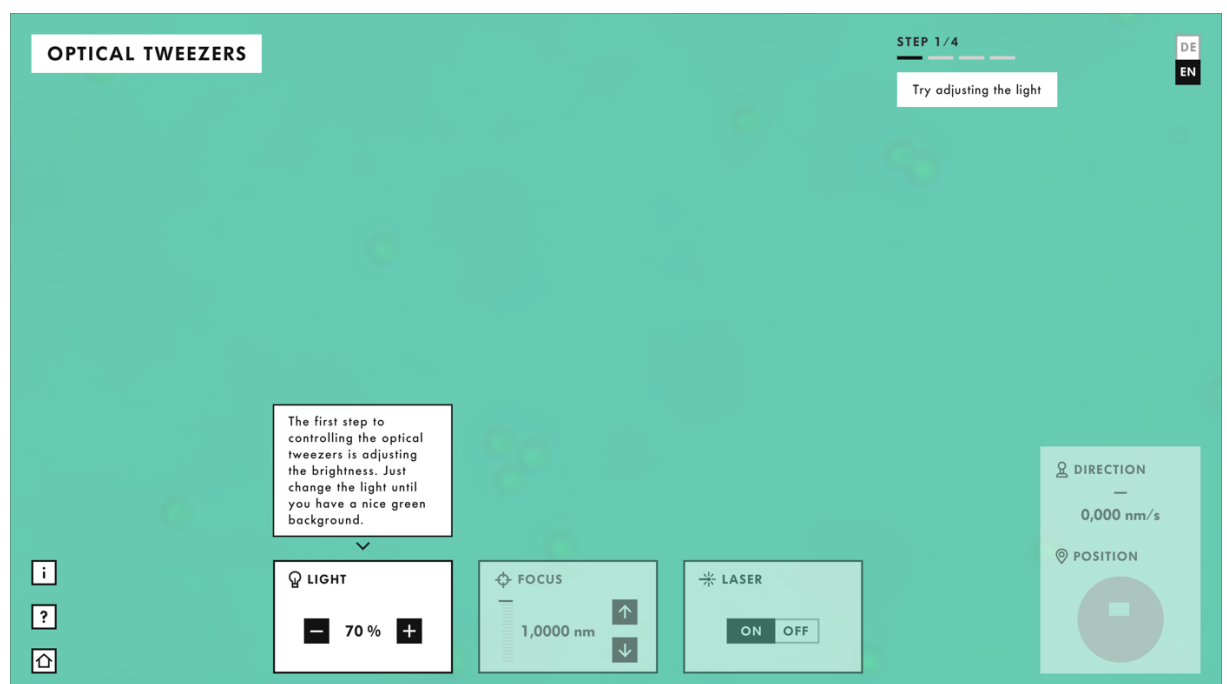 OPTICAL TWEEZERS
STEP 1/4
Try adjusting the light
DE
EN
The first step to
controlling the optical
tweezers is adjusting
the brightness. Just
change the light until
you have a nice green
background.
i
?
LIGHT
− 70 % +
FOCUS
1,0000 nm
LASER
ON OFF
DIRECTION
—
0,000 nm/s
POSITION